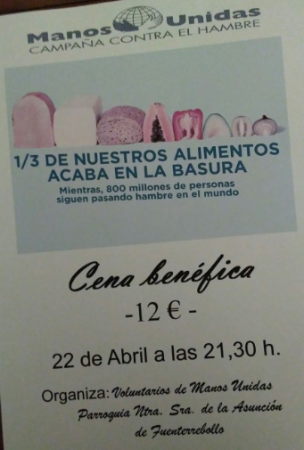 Manos Unidas
CAMPAÑA CONTRA EL HAMBRE
1/3 DE NUESTROS ALIMENTOS
ACABA EN LA BASURA
Mientras, 800 millones de personas
siguen pasando hambre en el mundo
Cena benéfica
-12 € -
22 de Abril a las 21,30 h.
Organiza: Voluntarios de Manos Unidas
Parroquia Ntra. Sra. de la Asunción
de Fuenterrebollo